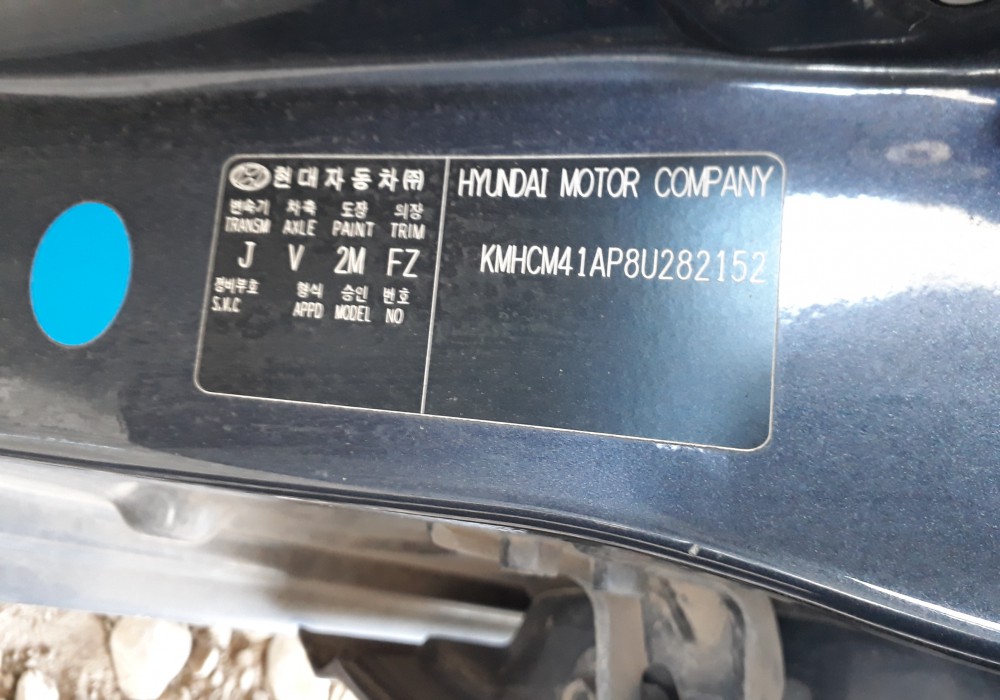 현대자동차㈜
변속기 차축 도장 의장
TRANSM AXLE PAINT TRIM
J V 2M FZ
정비부호 형식 승인 번호
S.V.C APPD MODEL NO
HYUNDAI MOTOR COMPANY
KMHCM41AP8U282152